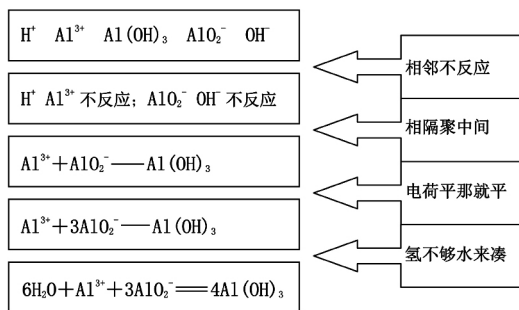 H⁺ Al³⁺ Al(OH)₃ AlO₂⁻ OH⁻
相邻不反应
H⁺ Al³⁺ 不反应; AlO₂⁻ OH⁻ 不反应
相隔聚中间
Al³⁺+AlO₂⁻——Al(OH)₃
电荷平那就平
Al³⁺+3AlO₂⁻——Al(OH)₃
氢不够水来凑
6H₂O+Al³⁺+3AlO₂⁻══4Al(OH)₃